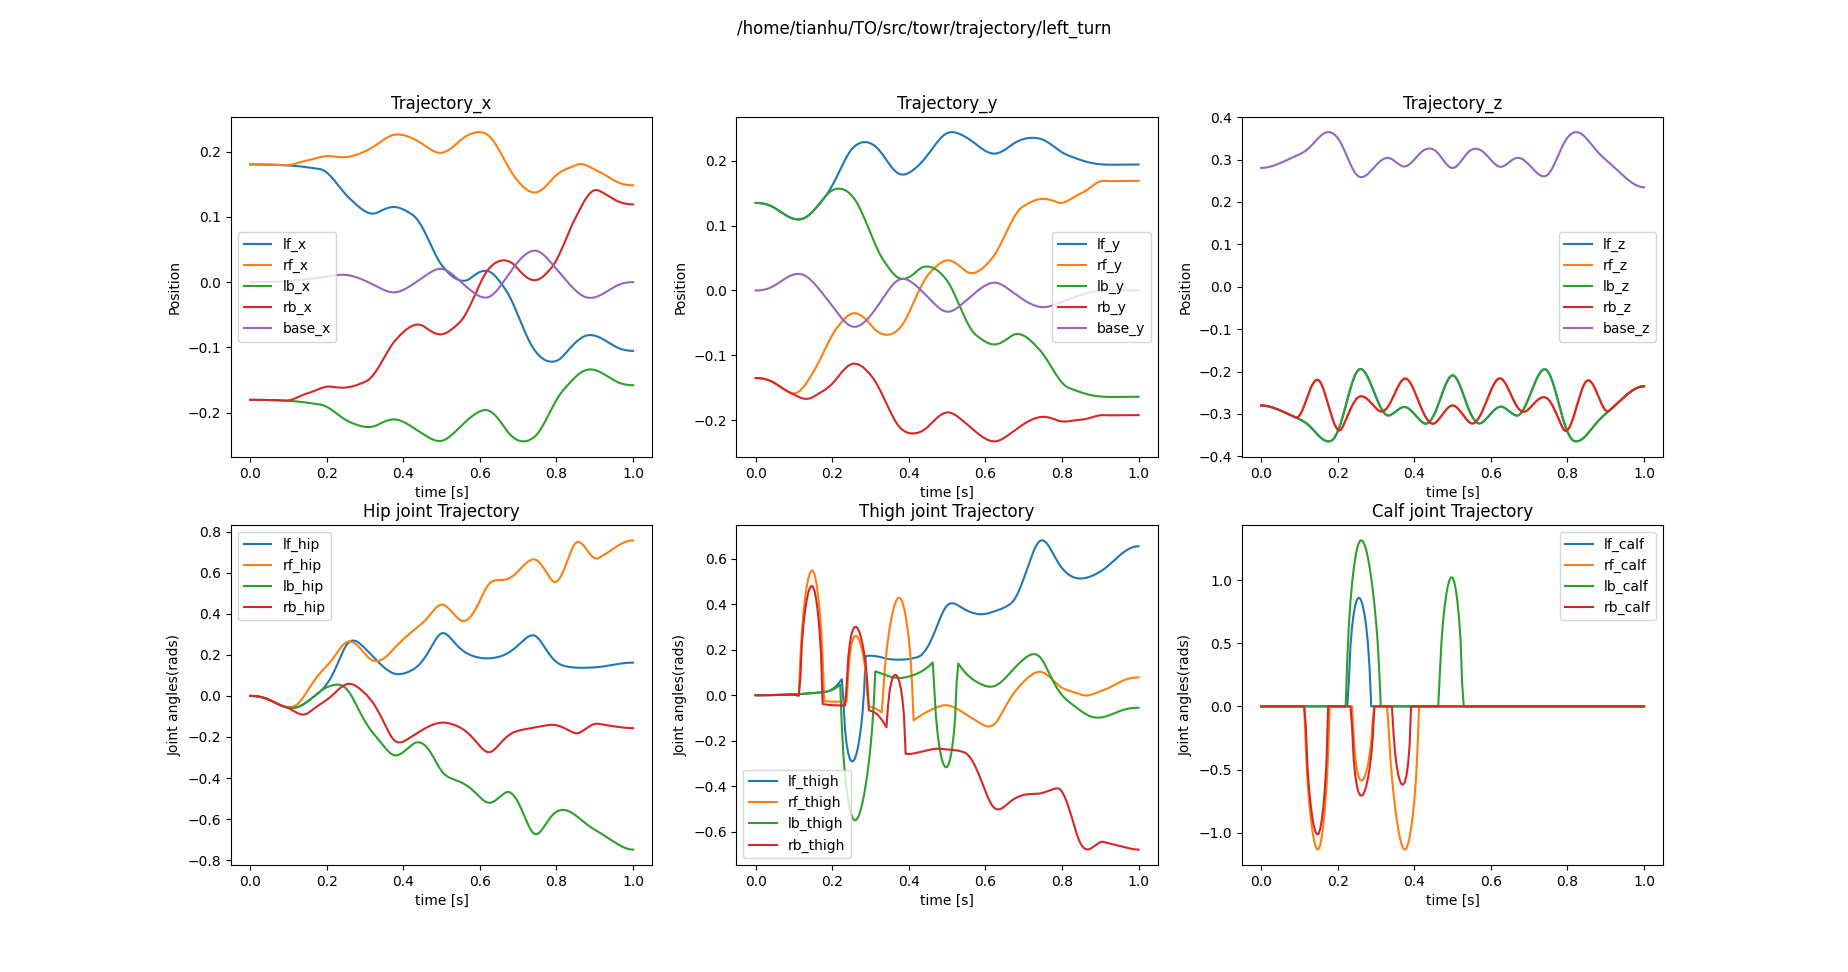 /home/tianhu/TO/src/towr/trajectory/left_turn
Trajectory_x
Position
0.2
0.1
0.0
−0.1
−0.2
lf_x
rf_x
lb_x
rb_x
base_x
0.0 0.2 0.4 0.6 0.8 1.0
time [s]
Trajectory_y
Position
0.2
0.1
0.0
−0.1
−0.2
lf_y
rf_y
lb_y
rb_y
base_y
0.0 0.2 0.4 0.6 0.8 1.0
time [s]
Trajectory_z
Position
0.4
0.3
0.2
0.1
0.0
−0.1
−0.2
−0.3
−0.4
lf_z
rf_z
lb_z
rb_z
base_z
0.0 0.2 0.4 0.6 0.8 1.0
time [s]
Hip joint Trajectory
Joint angles(rads)
0.8
0.6
0.4
0.2
0.0
−0.2
−0.4
−0.6
−0.8
lf_hip
rf_hip
lb_hip
rb_hip
0.0 0.2 0.4 0.6 0.8 1.0
time [s]
Thigh joint Trajectory
Joint angles(rads)
0.6
0.4
0.2
0.0
−0.2
−0.4
−0.6
lf_thigh
rf_thigh
lb_thigh
rb_thigh
0.0 0.2 0.4 0.6 0.8 1.0
time [s]
Calf joint Trajectory
Joint angles(rads)
1.0
0.5
0.0
−0.5
−1.0
lf_calf
rf_calf
lb_calf
rb_calf
0.0 0.2 0.4 0.6 0.8 1.0
time [s]